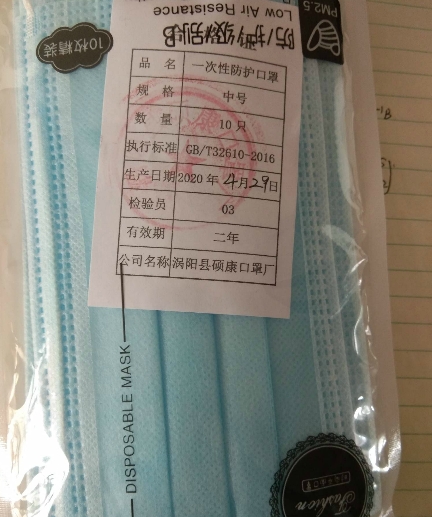 PM2.5
Low Air Resistance
防护级别B
10枚精装
品 名 一次性防护口罩
规 格 中号
数 量 10只
执行标准 GB/T32610-2016
生产日期 2020年4月29日
检验员 03
有效期 二年
公司名称 涡阳县硕康口罩厂
DISPOSABLE MASK
Fashion